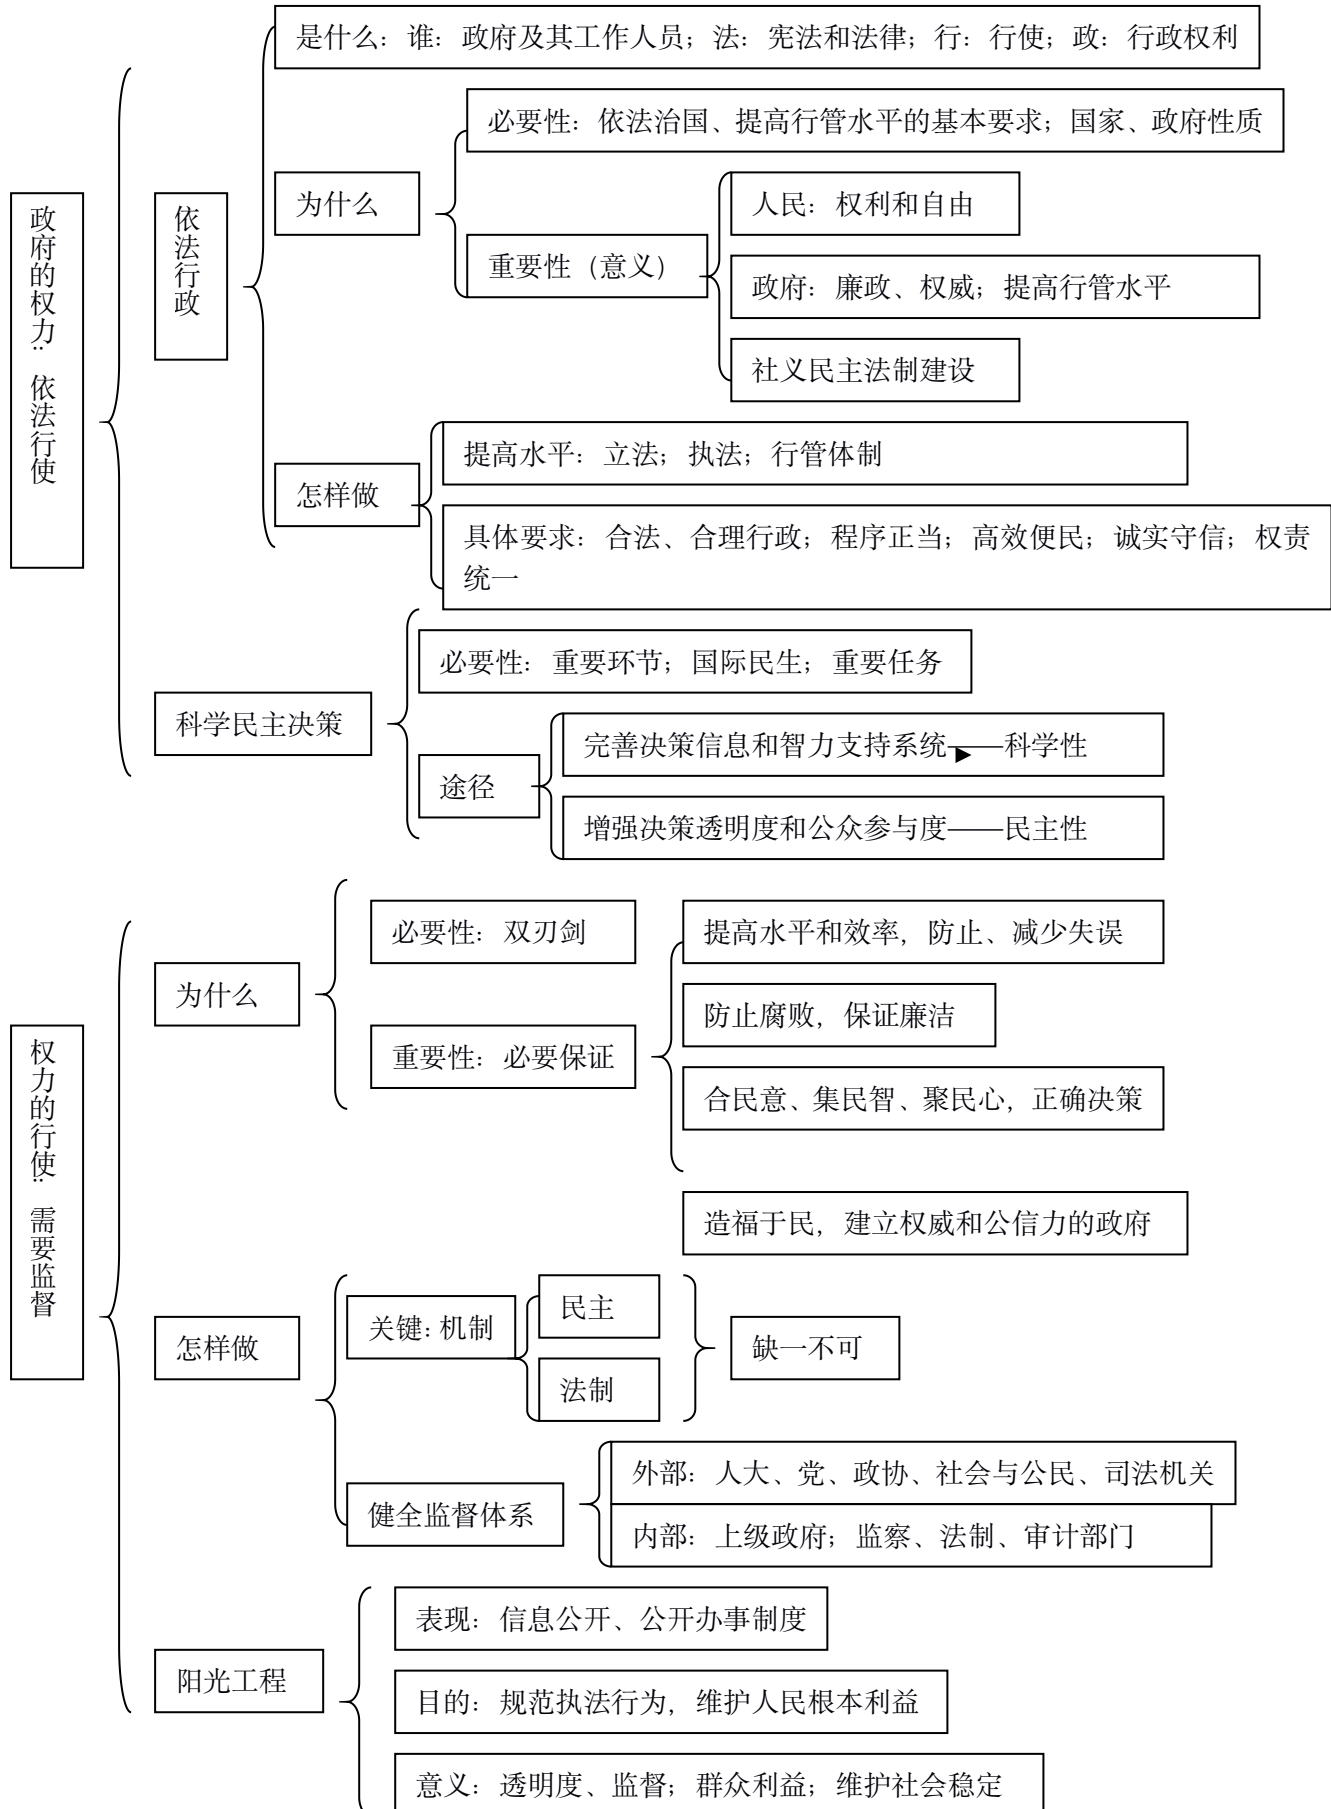 是什么：谁：政府及其工作人员；法：宪法和法律；行：行使；政：行政权利
必要性：依法治国、提高行管水平的基本要求；国家、政府性质
政府的权力：依法行使
依法行政
为什么
人民：权利和自由
重要性（意义）
政府：廉政、权威；提高行管水平
社义民主法制建设
提高水平：立法；执法；行管体制
怎样做
具体要求：合法、合理行政；程序正当；高效便民；诚实守信；权责
统一
必要性：重要环节；国际民生；重要任务
科学民主决策
完善决策信息和智力支持系统——科学性
途径
增强决策透明度和公众参与度——民主性
必要性：双刃剑
提高水平和效率，防止、减少失误
为什么
防止腐败，保证廉洁
权力的行使：需要监督
重要性：必要保证
合民意、集民智、聚民心，正确决策
造福于民，建立权威和公信力的政府
民主
关键：机制
怎样做
缺一不可
法制
外部：人大、党、政协、社会与公民、司法机关
健全监督体系
内部：上级政府；监察、法制、审计部门
表现：信息公开、公开办事制度
阳光工程
目的：规范执法行为，维护人民根本利益
意义：透明度、监督；群众利益；维护社会稳定